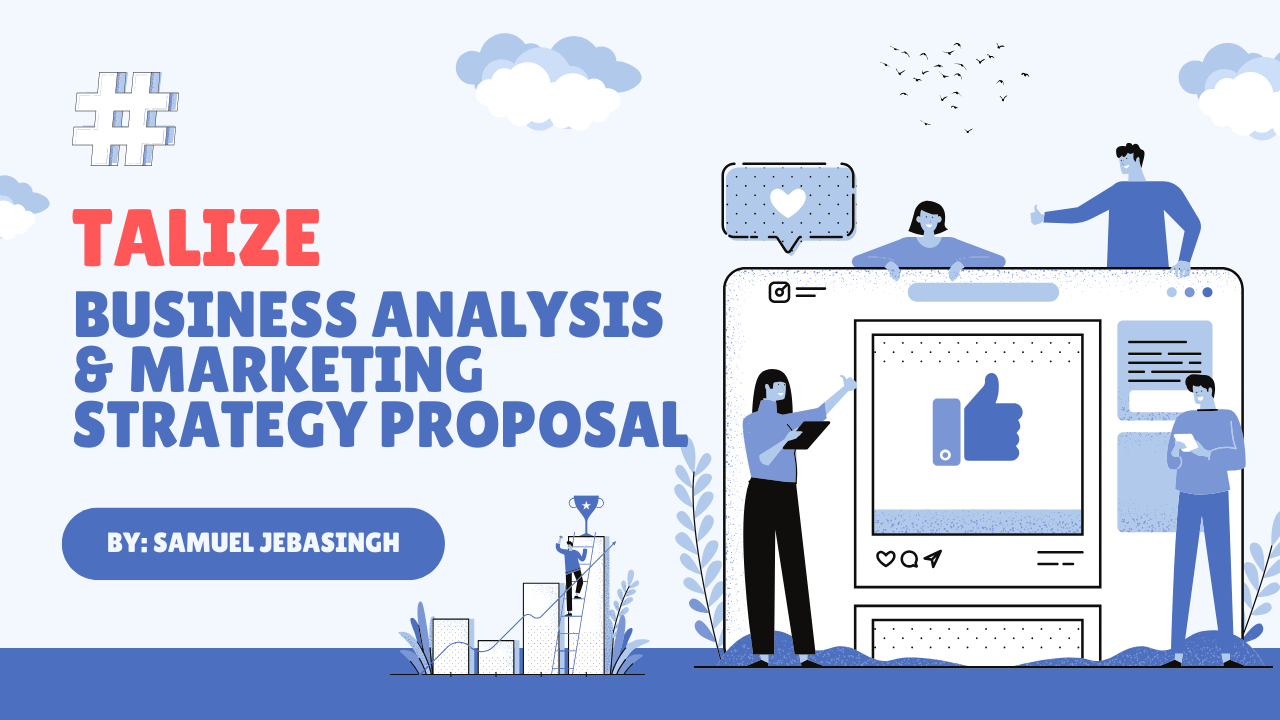 #
TALIZE
BUSINESS ANALYSIS
& MARKETING
STRATEGY PROPOSAL
BY: SAMUEL JEBASINGH